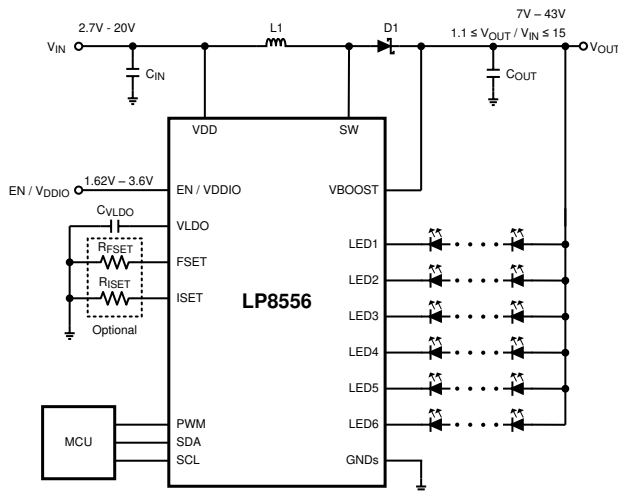 7V – 43V
2.7V - 20V
L1
D1
1.1 ≤ VOUT / VIN ≤ 15
VIN
VOUT
CIN
COUT
VDD
SW
1.62V – 3.6V
EN / VDDIO
EN / VDDIO
VBOOST
CVLDO
VLDO
RFSET
FSET
RISET
ISET
Optional
LP8556
LED1
LED2
LED3
LED4
LED5
LED6
MCU
PWM
SDA
SCL
GNDs